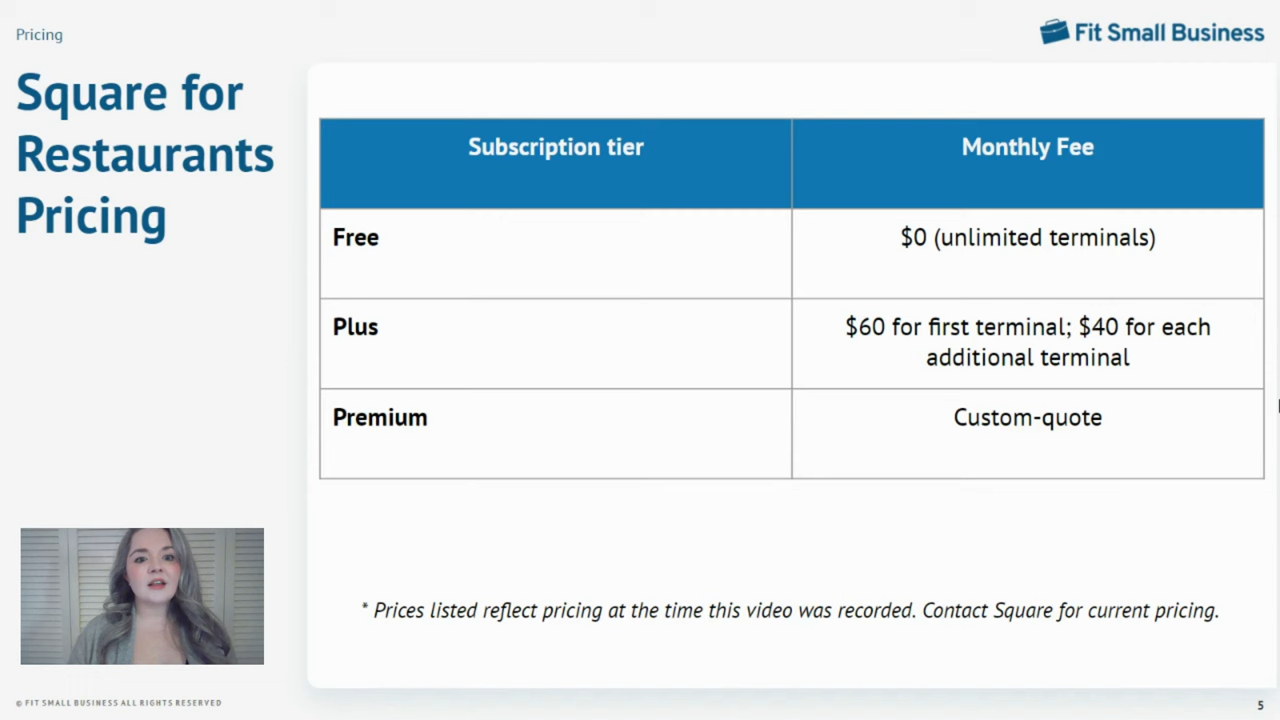 Pricing
Fit Small Business
Square for
Restaurants
Pricing
Subscription tier
Monthly Fee
Free
$0 (unlimited terminals)
Plus
$60 for first terminal; $40 for each
additional terminal
Premium
Custom-quote
* Prices listed reflect pricing at the time this video was recorded. Contact Square for current pricing.
© FIT SMALL BUSINESS ALL RIGHTS RESERVED
5